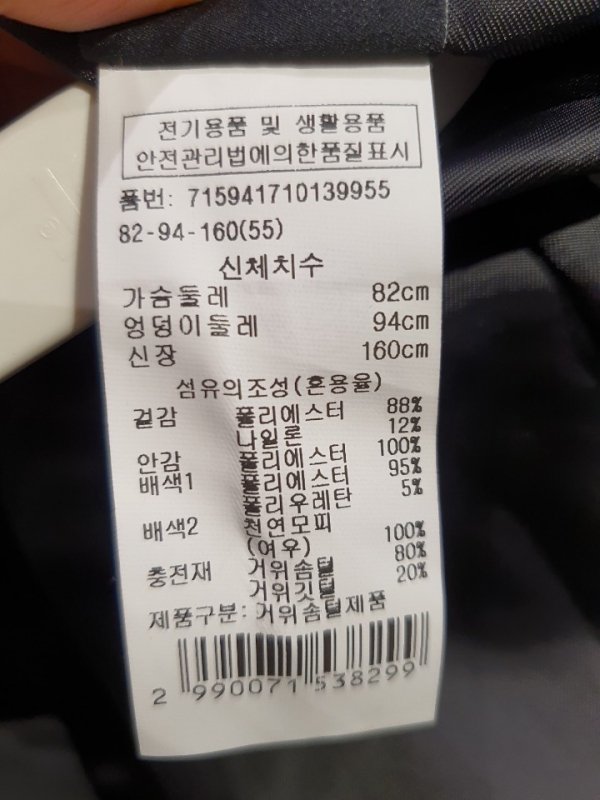 전기용품 및 생활용품
안전관리법에의한품질표시
품번: 715941710139955
82-94-160(55)
신체치수
가슴둘레 82cm
엉덩이둘레 94cm
신장 160cm
섬유의조성(혼용율)
겉감 폴리에스터 88%
나일론 12%
안감 폴리에스터 100%
배색1 폴리에스터 95%
폴리우레탄 5%
배색2 천연모피
(여우) 100%
충전재 거위솜털 80%
거위깃털 20%
제품구분: 거위솜털제품
2 990071 538299